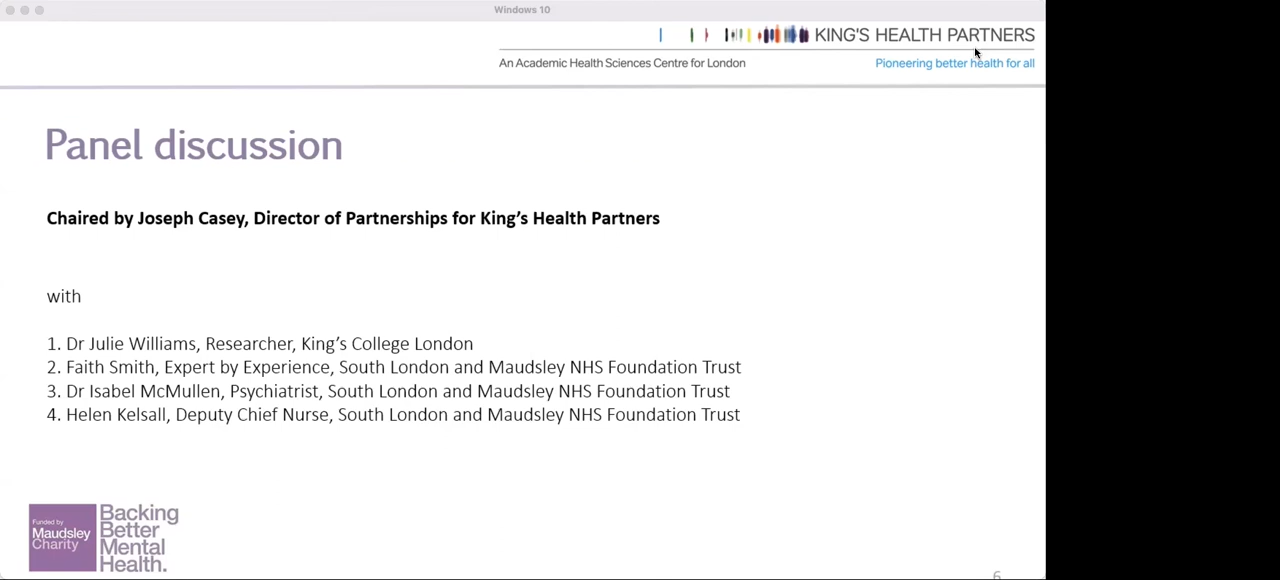 Windows 10
KING'S HEALTH PARTNERS
An Academic Health Sciences Centre for London
Pioneering better health for all
Panel discussion
Chaired by Joseph Casey, Director of Partnerships for King’s Health Partners
with
1. Dr Julie Williams, Researcher, King’s College London
2. Faith Smith, Expert by Experience, South London and Maudsley NHS Foundation Trust
3. Dr Isabel McMullen, Psychiatrist, South London and Maudsley NHS Foundation Trust
4. Helen Kelsall, Deputy Chief Nurse, South London and Maudsley NHS Foundation Trust
Funded by
Maudsley
Charity
Backing
Better
Mental
Health.
6